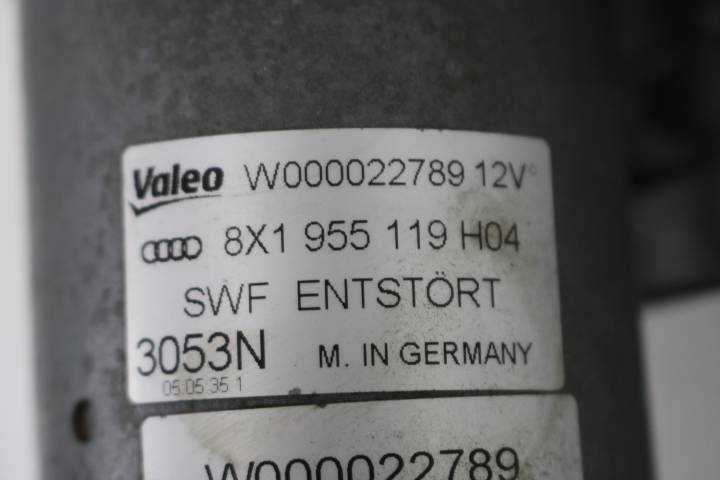 Valeo W000022789 12V
8X1 955 119 H04
SWF ENTSTÖRT
3053N M. IN GERMANY
05.05.35 1
W000022789